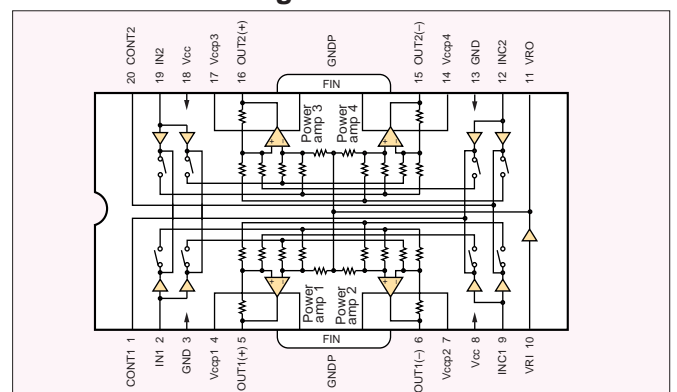 20 CONT2
19 IN2
18 Vcc
17 Vccp3
16 OUT2(+)
GNDP
15 OUT2(−)
14 Vccp4
13 GND
12 INC2
11 VRO
FIN
Power
amp 3
Power
amp 4
+ −
− +
Power
amp 1
Power
amp 2
FIN
CONT1 1
IN1 2
GND 3
Vccp1 4
OUT1(+) 5
GNDP
OUT1(−) 6
Vccp2 7
Vcc 8
INC1 9
VRI 10